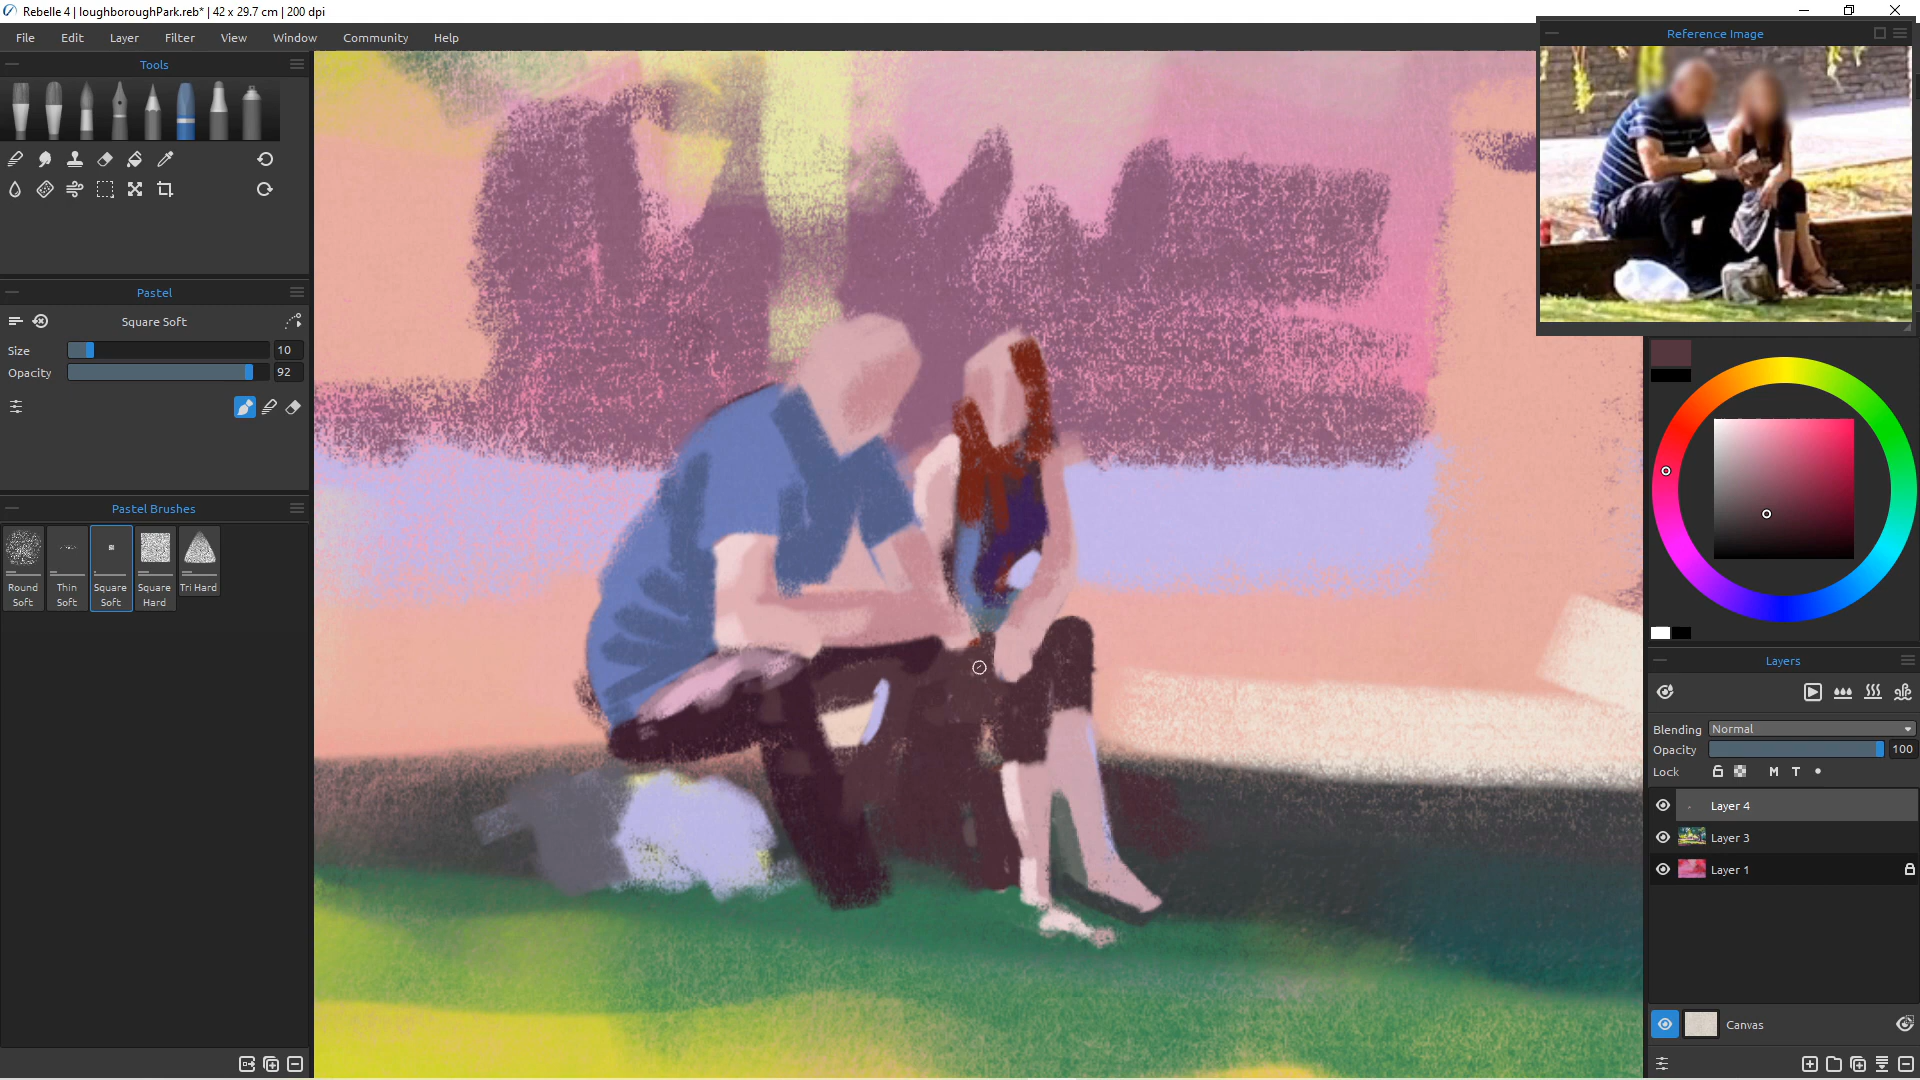 Rebelle 4 | loughboroughPark.reb* | 42 x 29.7 cm | 200 dpi
File Edit Layer Filter View Window Community Help
Tools
Reference Image
Pastel
Square Soft
Size 10
Opacity 92
Pastel Brushes
Round Soft
Thin Soft
Square Soft
Square Hard
Tri Hard
Layers
Blending Normal
Opacity 100
Lock M T
Layer 4
Layer 3
Layer 1
Canvas